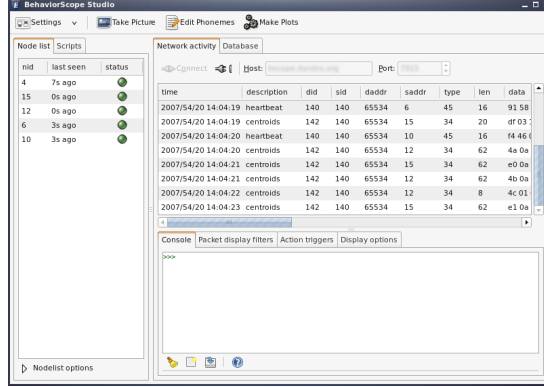 BehaviorScope Studio
Settings Take Picture Edit Phonemes Make Plots
Node list Scripts
nid last seen status
4 7s ago
15 0s ago
12 0s ago
6 3s ago
10 3s ago
Nodelist options
Network activity Database
Connect Host: Port:
time description did sid daddr saddr type len data
2007/54/20 14:04:19 heartbeat 140 140 65534 6 45 16 91 58
2007/54/20 14:04:19 centroids 142 140 65534 15 34 20 df 03
2007/54/20 14:04:20 heartbeat 140 140 65534 10 45 16 f4 46
2007/54/20 14:04:20 centroids 142 140 65534 12 34 62 4a 0a
2007/54/20 14:04:21 centroids 142 140 65534 15 34 62 e0 0a
2007/54/20 14:04:21 centroids 142 140 65534 12 34 62 4b 0a
2007/54/20 14:04:22 centroids 142 140 65534 12 34 8 4c 01
2007/54/20 14:04:23 centroids 142 140 65534 15 34 62 e1 0a
Console Packet display filters Action triggers Display options
>>>